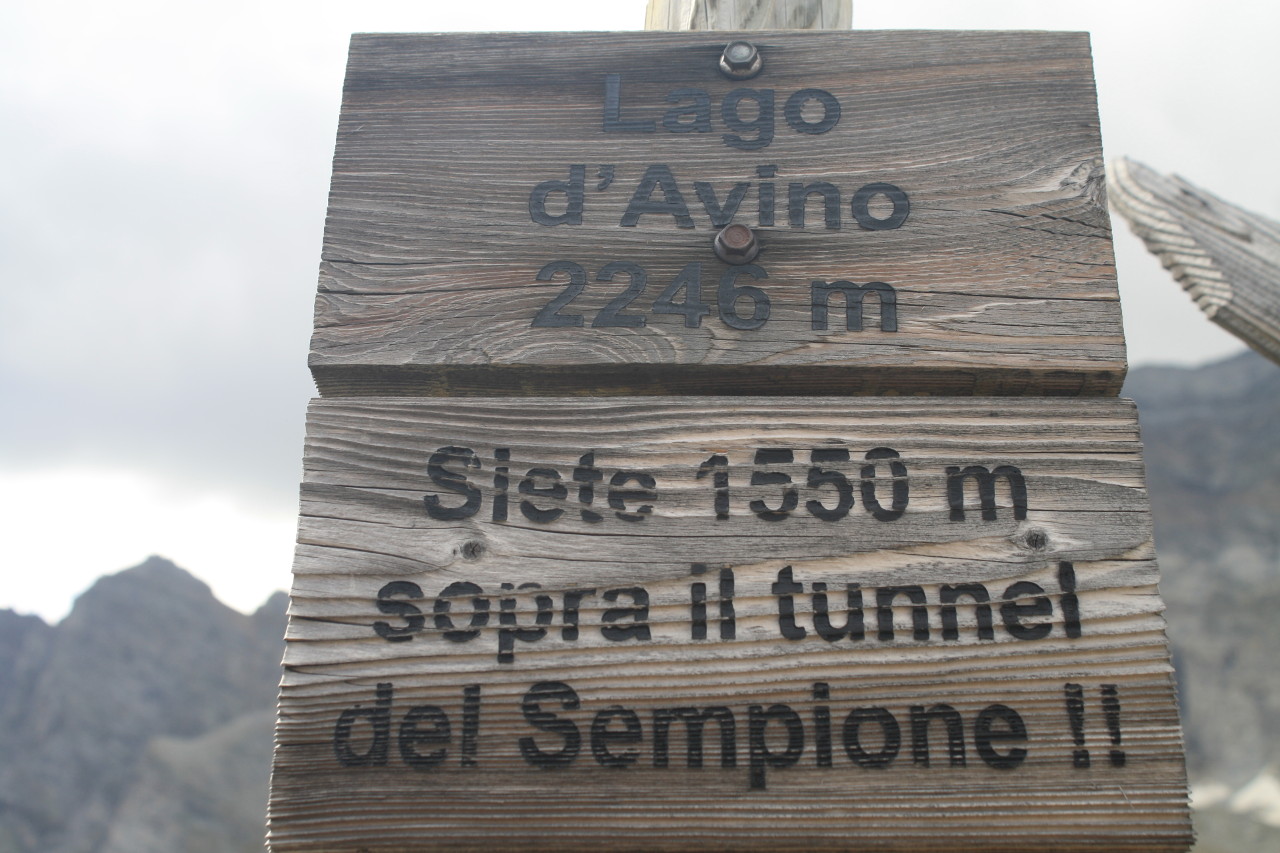 Lago
d'Avino
2246 m
Siete 1550 m
sopra il tunnel
del Sempione !!